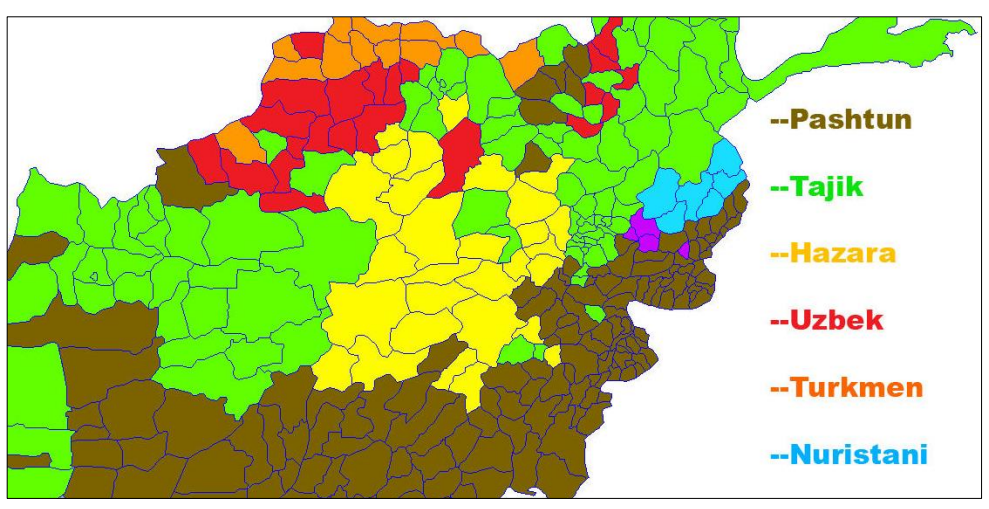 --Pashtun
--Tajik
--Hazara
--Uzbek
--Turkmen
--Nuristani